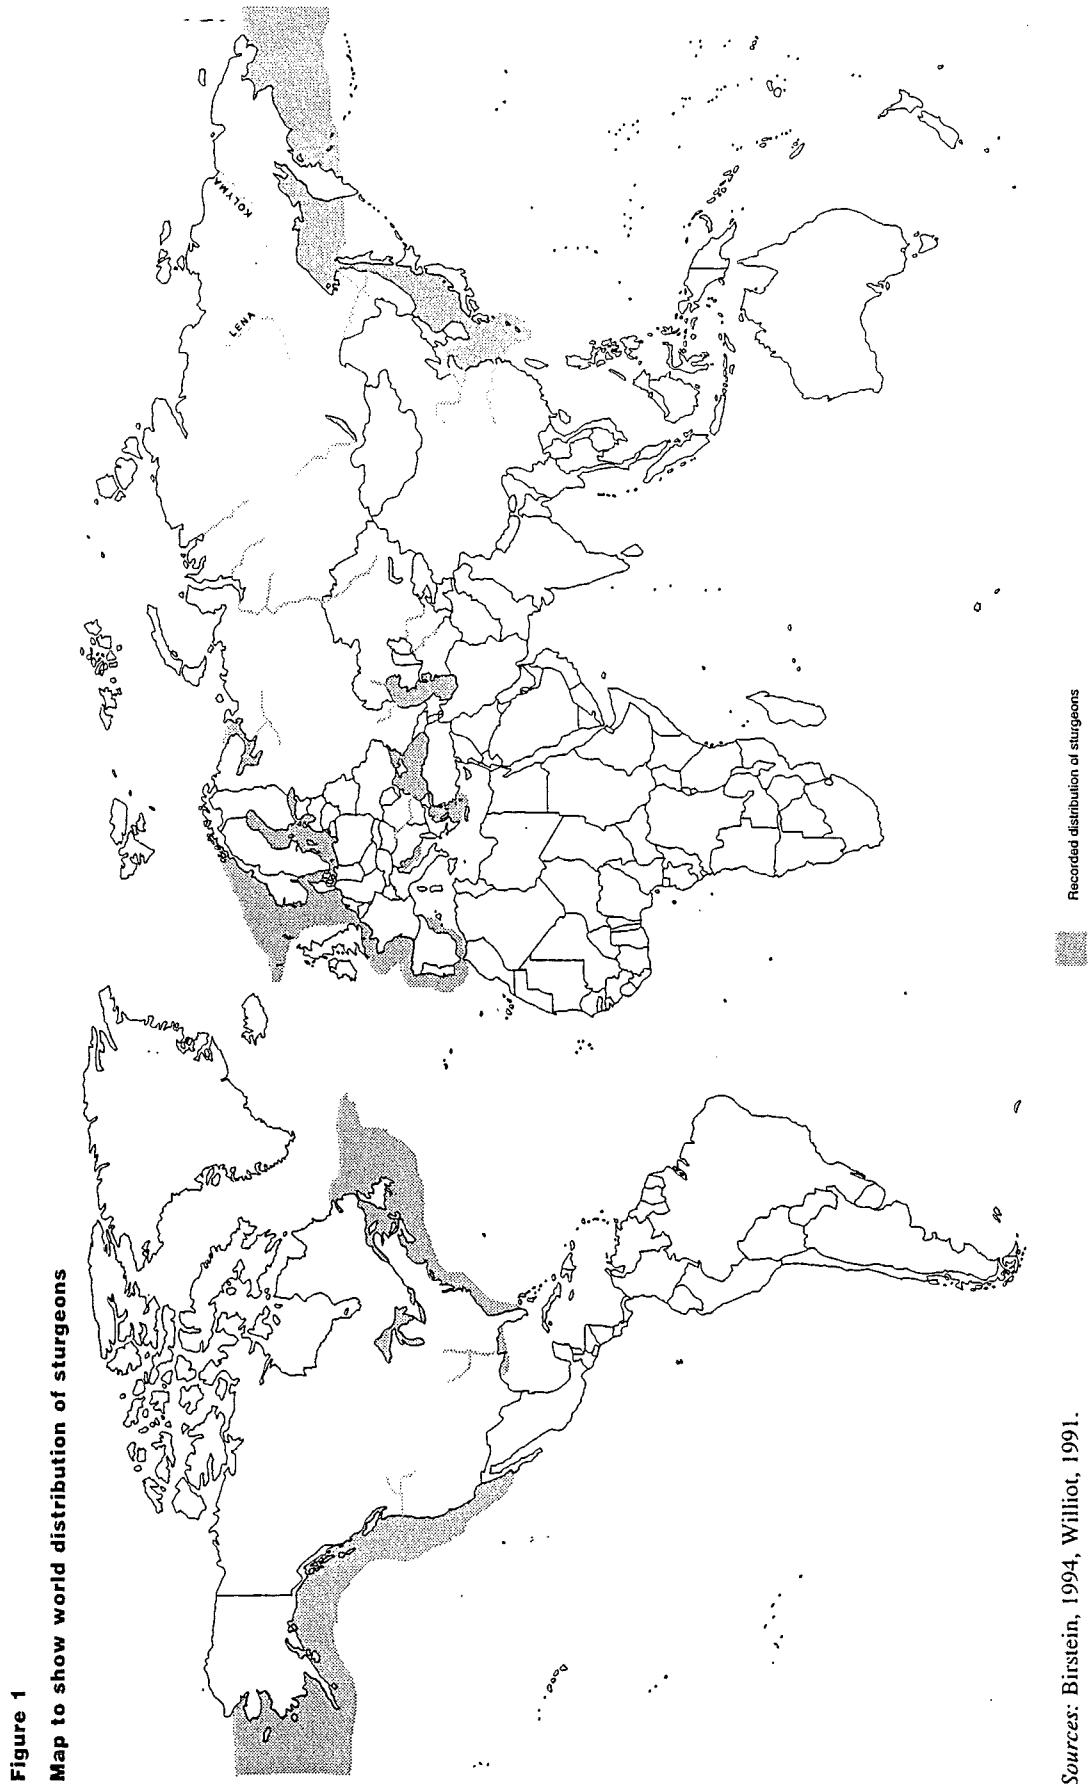 Figure 1
Map to show world distribution of sturgeons
KOLYMA
LENA
Recorded distribution of sturgeons
Sources: Birstein, 1994, Williot, 1991.